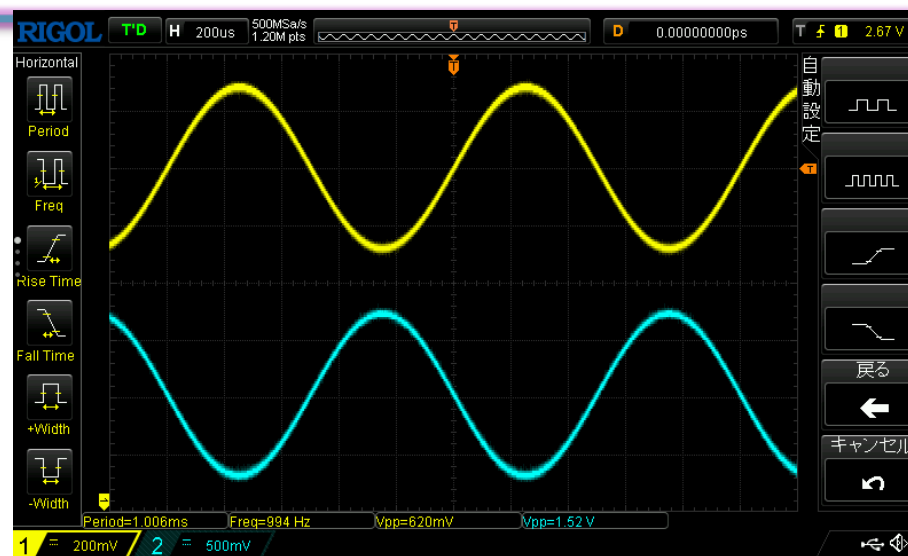 RIGOL T'D H 200us 500MSa/s 1.20M pts T D 0.00000000ps T 1 2.67 V
Horizontal
Period
Freq
Rise Time
Fall Time
+Width
-Width
T
T
自動設定
戻る
キャンセル
Period=1.006ms Freq=994 Hz Vpp=620mV Vpp=1.52 V
1 = 200mV 2 = 500mV